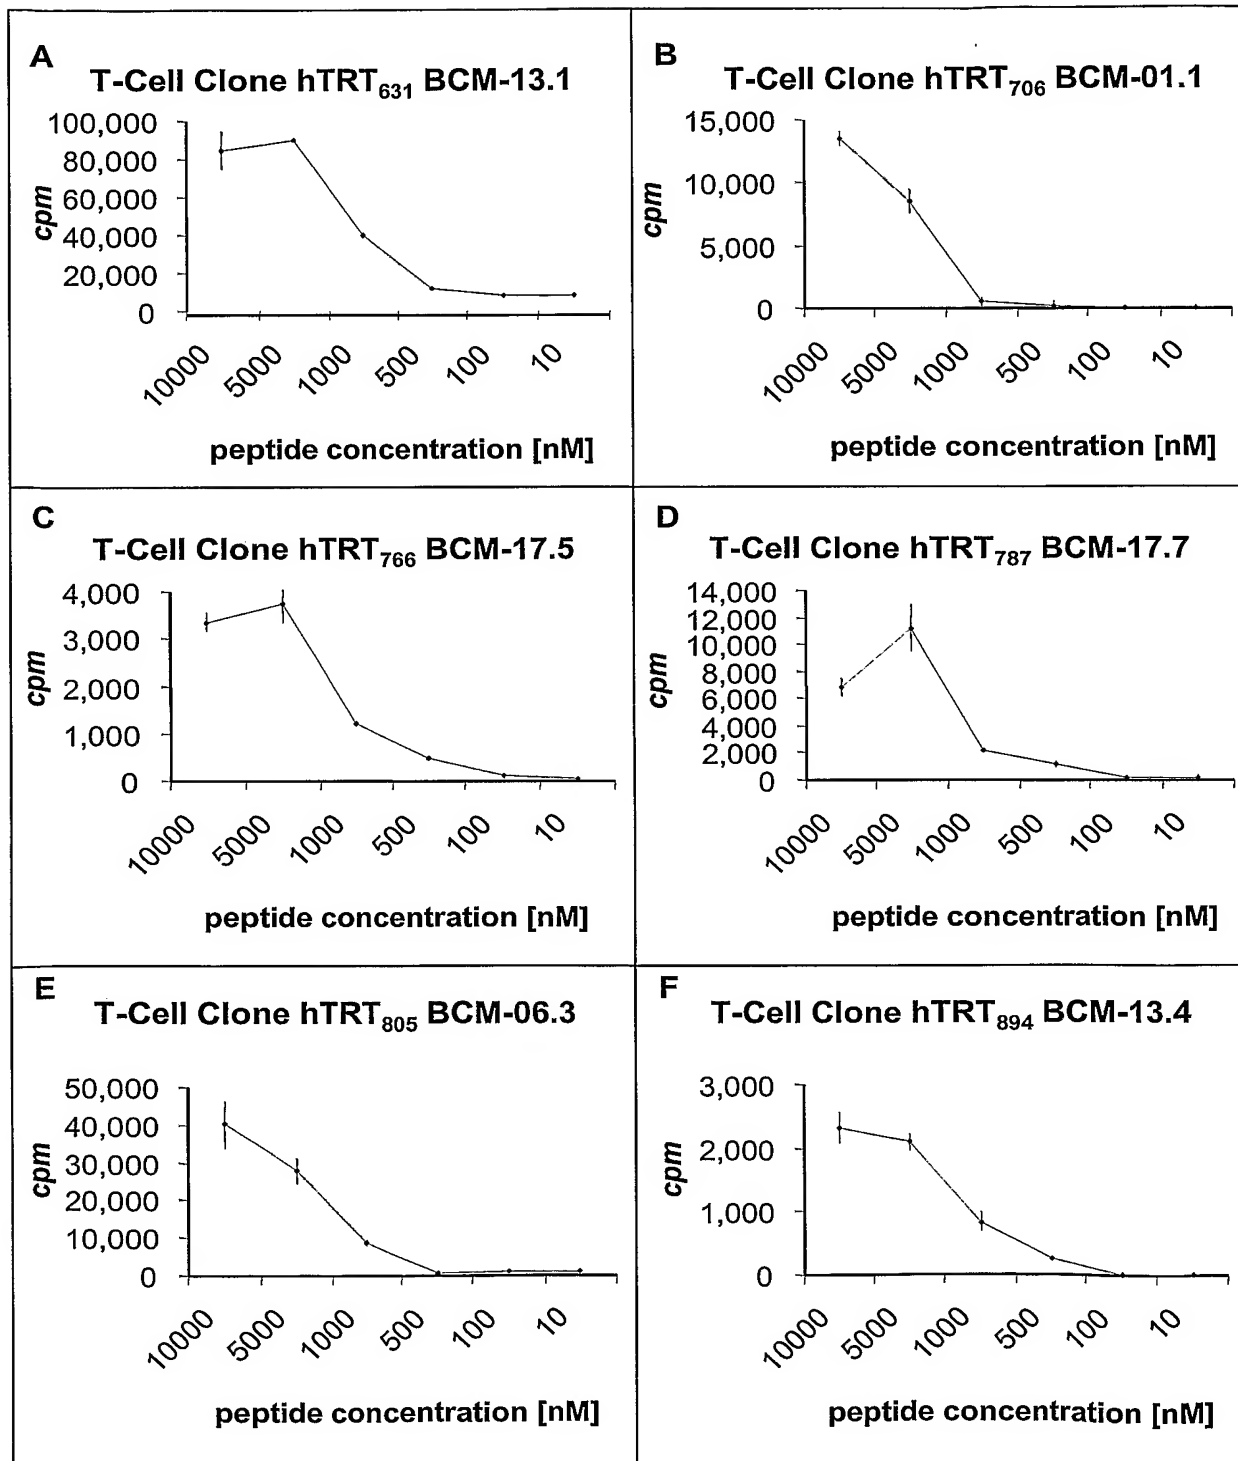 A
T-Cell Clone hTRT631 BCM-13.1
100,000
80,000
60,000
40,000
20,000
0
cpm
10000 5000 1000 500 100 10
peptide concentration [nM]
B
T-Cell Clone hTRT706 BCM-01.1
15,000
10,000
5,000
0
cpm
10000 5000 1000 500 100 10
peptide concentration [nM]
C
T-Cell Clone hTRT766 BCM-17.5
4,000
3,000
2,000
1,000
0
cpm
10000 5000 1000 500 100 10
peptide concentration [nM]
D
T-Cell Clone hTRT787 BCM-17.7
14,000
12,000
10,000
8,000
6,000
4,000
2,000
0
cpm
10000 5000 1000 500 100 10
peptide concentration [nM]
E
T-Cell Clone hTRT805 BCM-06.3
50,000
40,000
30,000
20,000
10,000
0
cpm
10000 5000 1000 500 100 10
peptide concentration [nM]
F
T-Cell Clone hTRT894 BCM-13.4
3,000
2,000
1,000
0
cpm
10000 5000 1000 500 100 10
peptide concentration [nM]